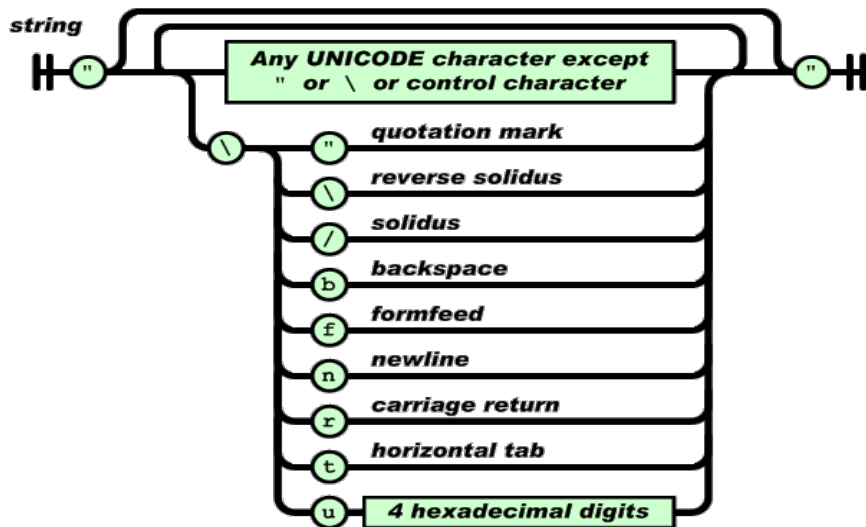 string
" Any UNICODE character except "
" or \ or control character
\ " quotation mark
\ reverse solidus
/ solidus
b backspace
f formfeed
n newline
r carriage return
t horizontal tab
u 4 hexadecimal digits